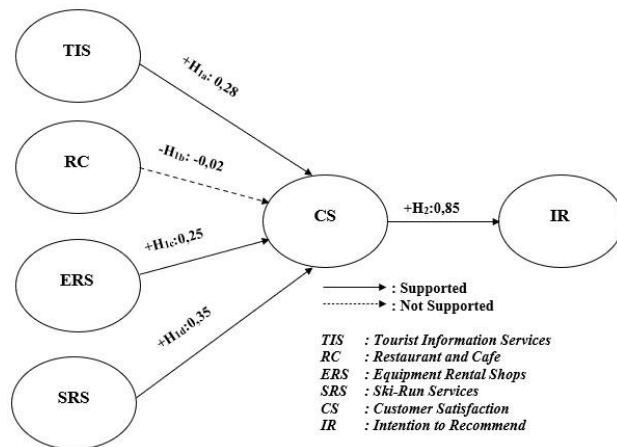 TIS
+H1a: 0,28
RC
-H1b: -0,02
CS
+H2:0,85
IR
+H1c:0,25
ERS
+H1d:0,35
SRS
: Supported
: Not Supported
TIS : Tourist Information Services
RC : Restaurant and Cafe
ERS : Equipment Rental Shops
SRS : Ski-Run Services
CS : Customer Satisfaction
IR : Intention to Recommend